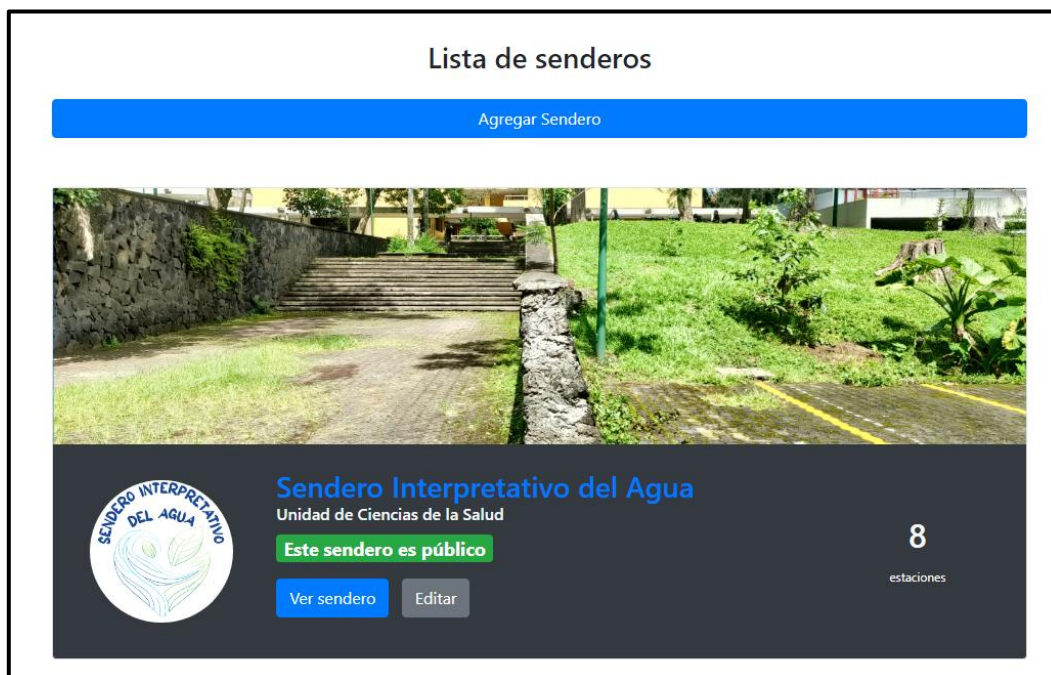 Lista de senderos
Agregar Sendero
SENDERO INTERPRETATIVO
DEL AGUA
Sendero Interpretativo del Agua
Unidad de Ciencias de la Salud
Este sendero es público
Ver sendero
Editar
8
estaciones